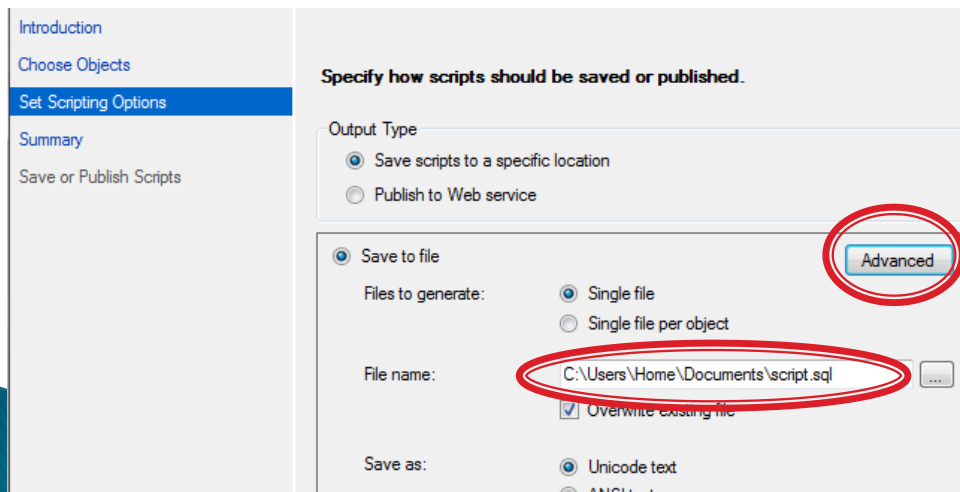 Introduction
Choose Objects
Set Scripting Options
Summary
Save or Publish Scripts
Specify how scripts should be saved or published.
Output Type
Save scripts to a specific location
Publish to Web service
Save to file
Advanced
Files to generate:
Single file
Single file per object
File name:
C:\Users\Home\Documents\script.sql
...
Overwrite existing file
Save as:
Unicode text